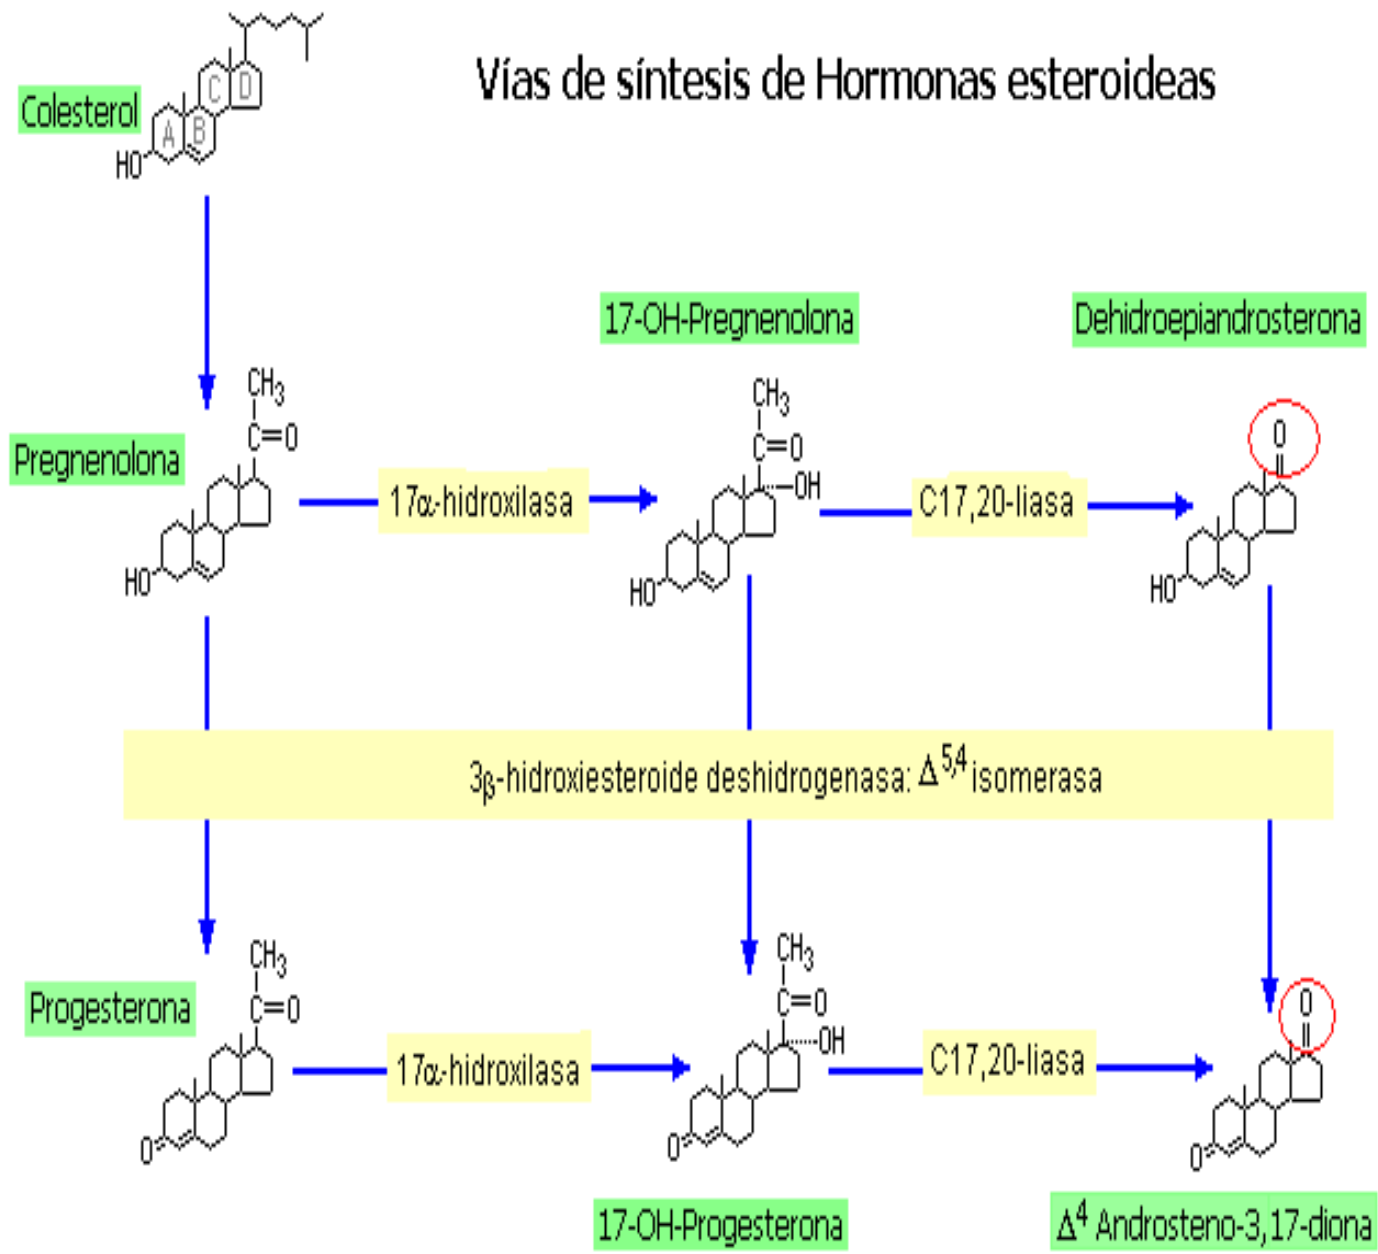 Vías de síntesis de Hormonas esteroideas
Colesterol
A
B
C
D
HO
17-OH-Pregnenolona
Dehidroepiandrosterona
Pregnenolona
CH3
C=O
HO
17α-hidroxilasa
CH3
C=O
OH
HO
C17,20-liasa
O
HO
3β-hidroxiesteroide deshidrogenasa: Δ5,4 isomerasa
Progesterona
CH3
C=O
O
17α-hidroxilasa
CH3
C=O
OH
O
C17,20-liasa
O
O
17-OH-Progesterona
Δ4 Androsteno-3,17-diona